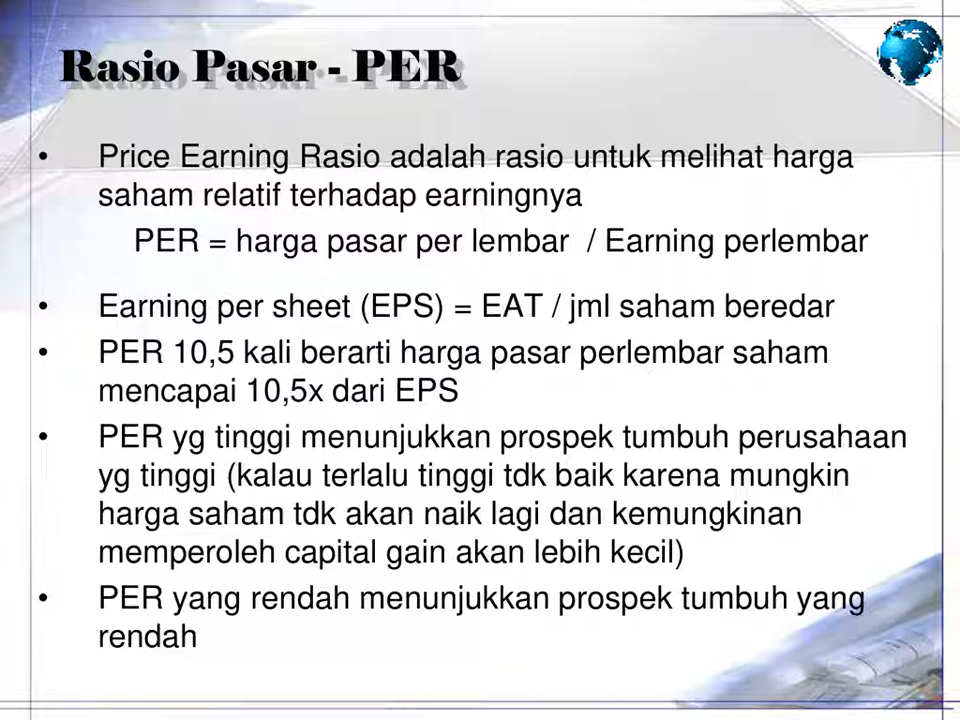 Rasio Pasar - PER
• Price Earning Rasio adalah rasio untuk melihat harga
saham relatif terhadap earningnya
PER = harga pasar per lembar / Earning perlembar
• Earning per sheet (EPS) = EAT / jml saham beredar
• PER 10,5 kali berarti harga pasar perlembar saham
mencapai 10,5x dari EPS
• PER yg tinggi menunjukkan prospek tumbuh perusahaan
yg tinggi (kalau terlalu tinggi tdk baik karena mungkin
harga saham tdk akan naik lagi dan kemungkinan
memperoleh capital gain akan lebih kecil)
• PER yang rendah menunjukkan prospek tumbuh yang
rendah